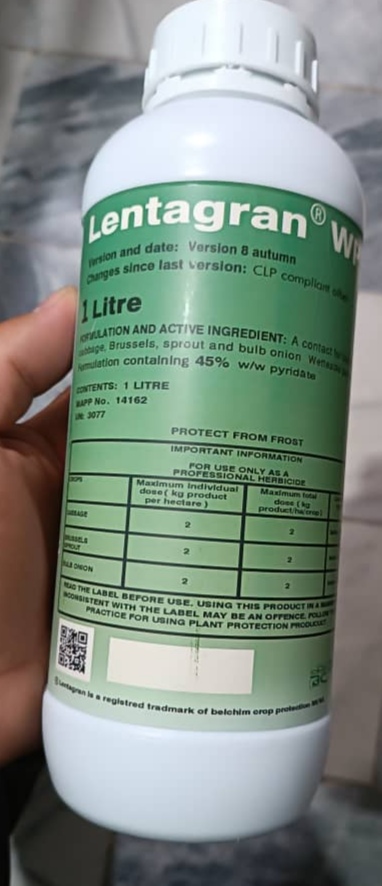 Lentagran® WP
Version and date: Version 8 autumn
Changes since last version: CLP compliant
1 Litre
FORMULATION AND ACTIVE INGREDIENT: A contact
cabbage, Brussels, sprout and bulb onion
Formulation containing 45% w/w pyridate
CONTENTS: 1 LITRE
MAPP No. 14162
UN: 3077
PROTECT FROM FROST
IMPORTANT INFORMATION
FOR USE ONLY AS A
PROFESSIONAL HERBICIDE
CROPS
Maximum individual
dose( kg product
per hectare )
Maximum total
dose ( kg
product/ha/crop)
CABBAGE 2 2
BRUSSELS
SPROUT 2 2
BULB ONION 2 2
READ THE LABEL BEFORE USE. USING THIS PRODUCT IN A
INCONSISTENT WITH THE LABEL MAY BE AN OFFENCE. FOLLOW
PRACTICE FOR USING PLANT PROTECTION
Lentagran is a registred tradmark of belchim crop protection